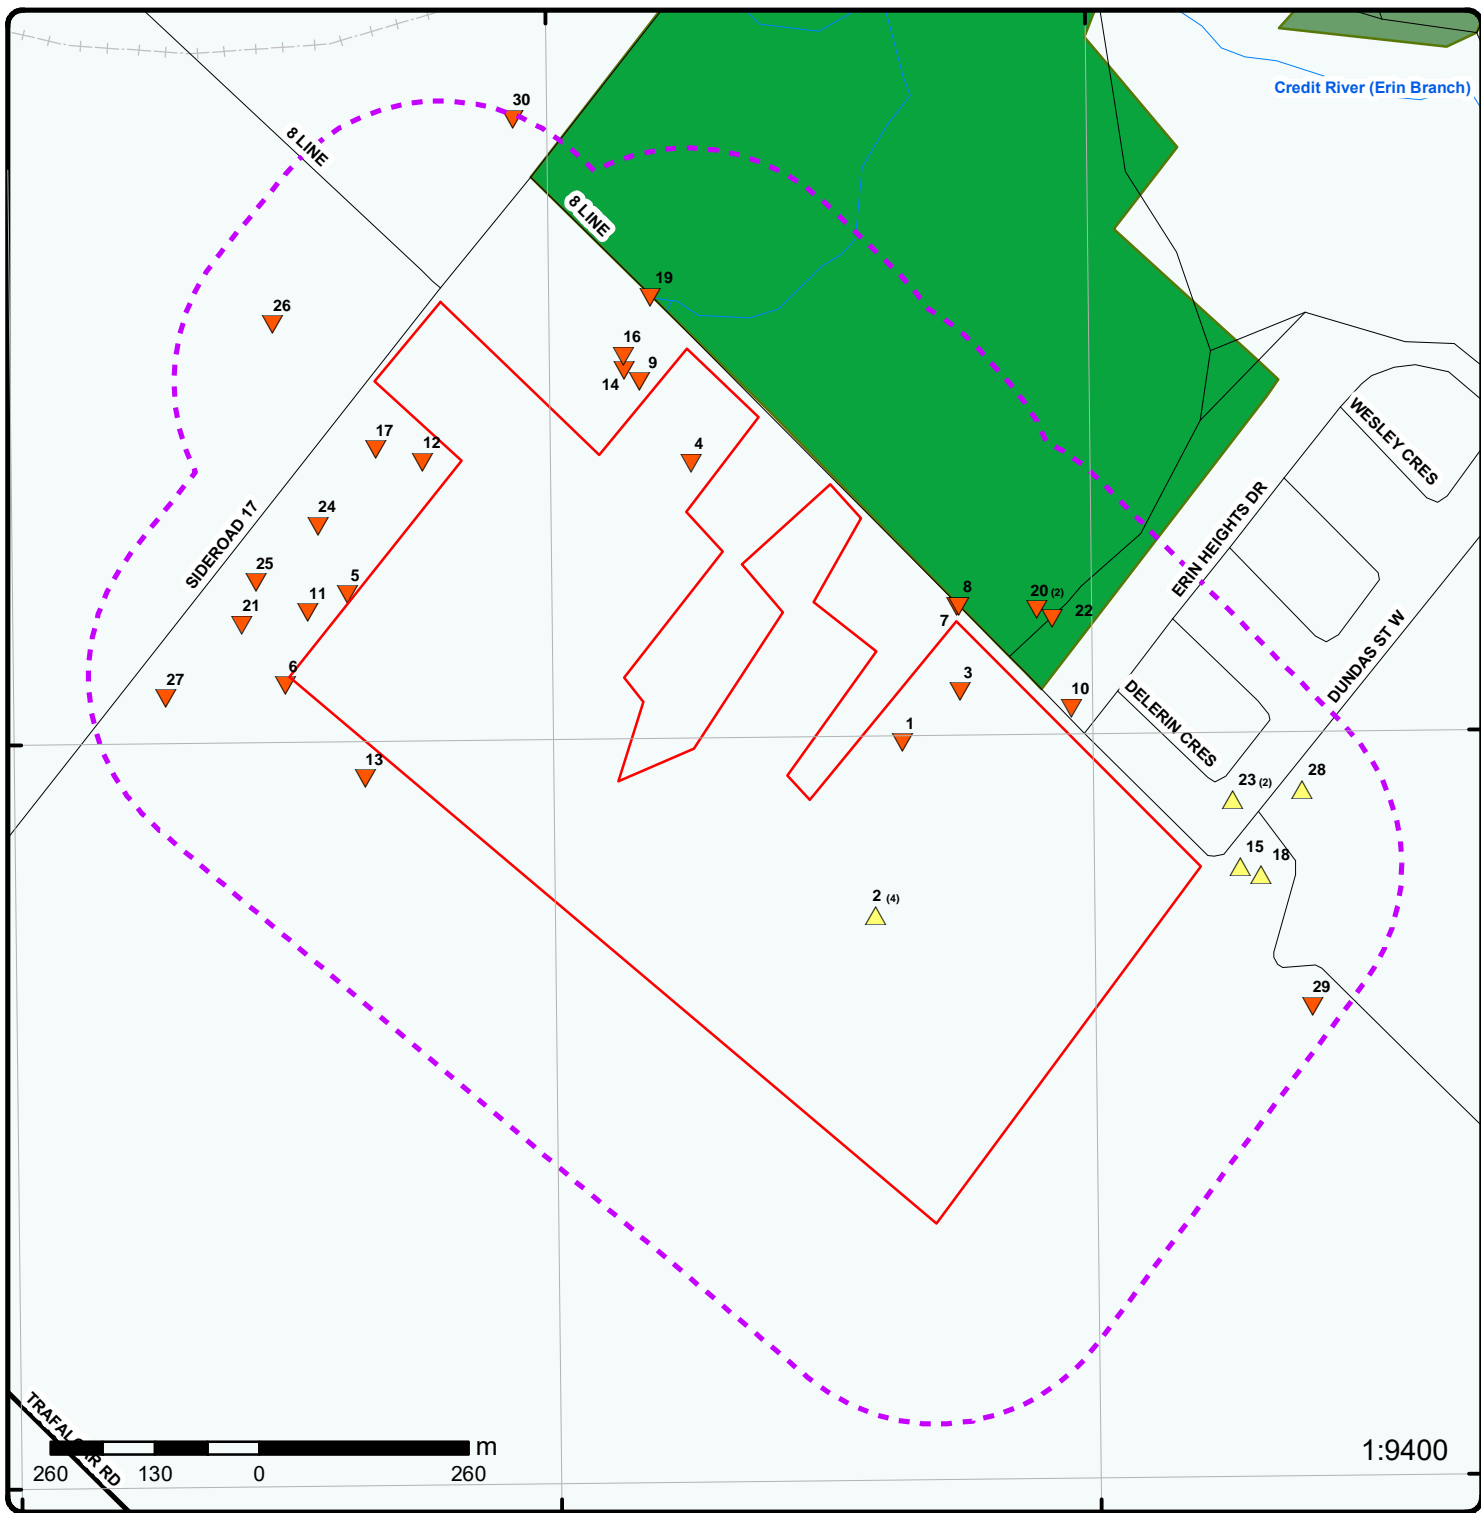 Credit River (Erin Branch)
30
8 LINE
8 LINE
19
26
16
9
14
17
12
4
WESLEY CRES
24
ERIN HEIGHTS DR
SIDEROAD 17
25
5
11
21
8
20 (2)
22
7
DUNDAS ST W
6
27
3
10
DELERIN CRES
1
13
23 (2)
28
15
18
2 (4)
29
TRAFALGAR RD
m
1:9400
260 130 0 260